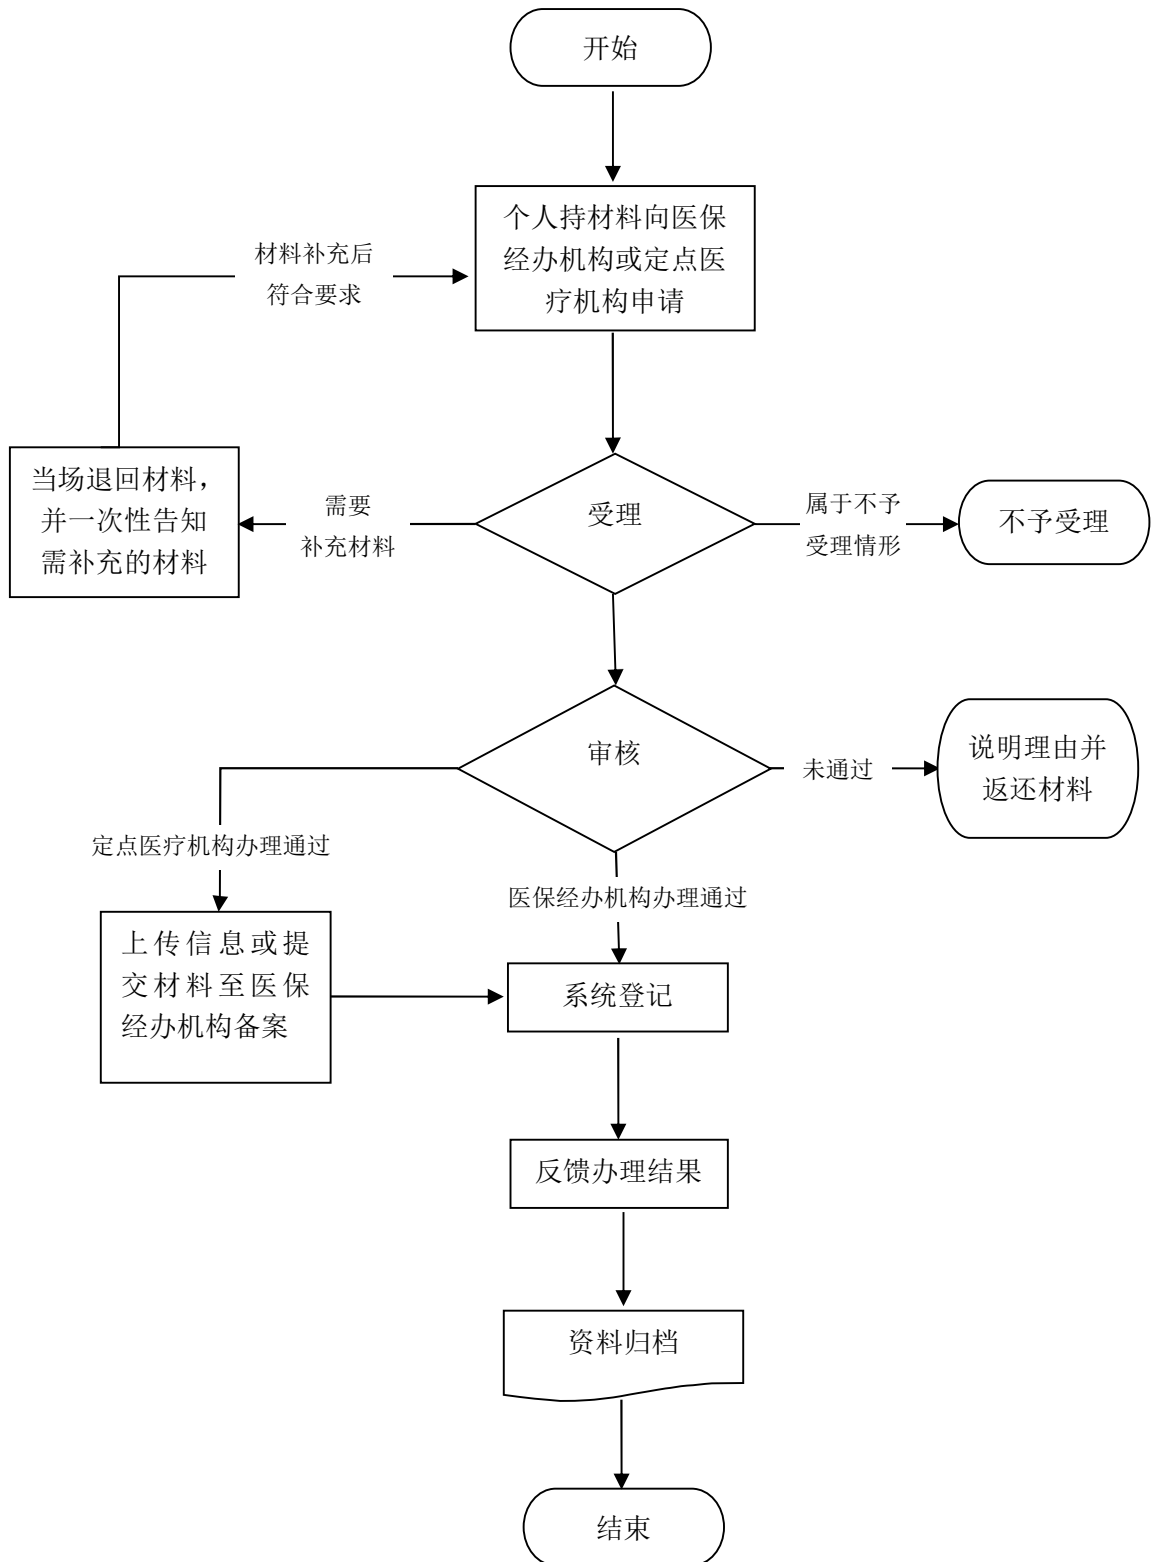 开始
个人持材料向医保
经办机构或定点医
疗机构申请
材料补充后
符合要求
当场退回材料，
并一次性告知
需补充的材料
需要
补充材料
受理
属于不予
受理情形
不予受理
审核
未通过
说明理由并
返还材料
定点医疗机构办理通过
医保经办机构办理通过
上传信息或提
交材料至医保
经办机构备案
系统登记
反馈办理结果
资料归档
结束